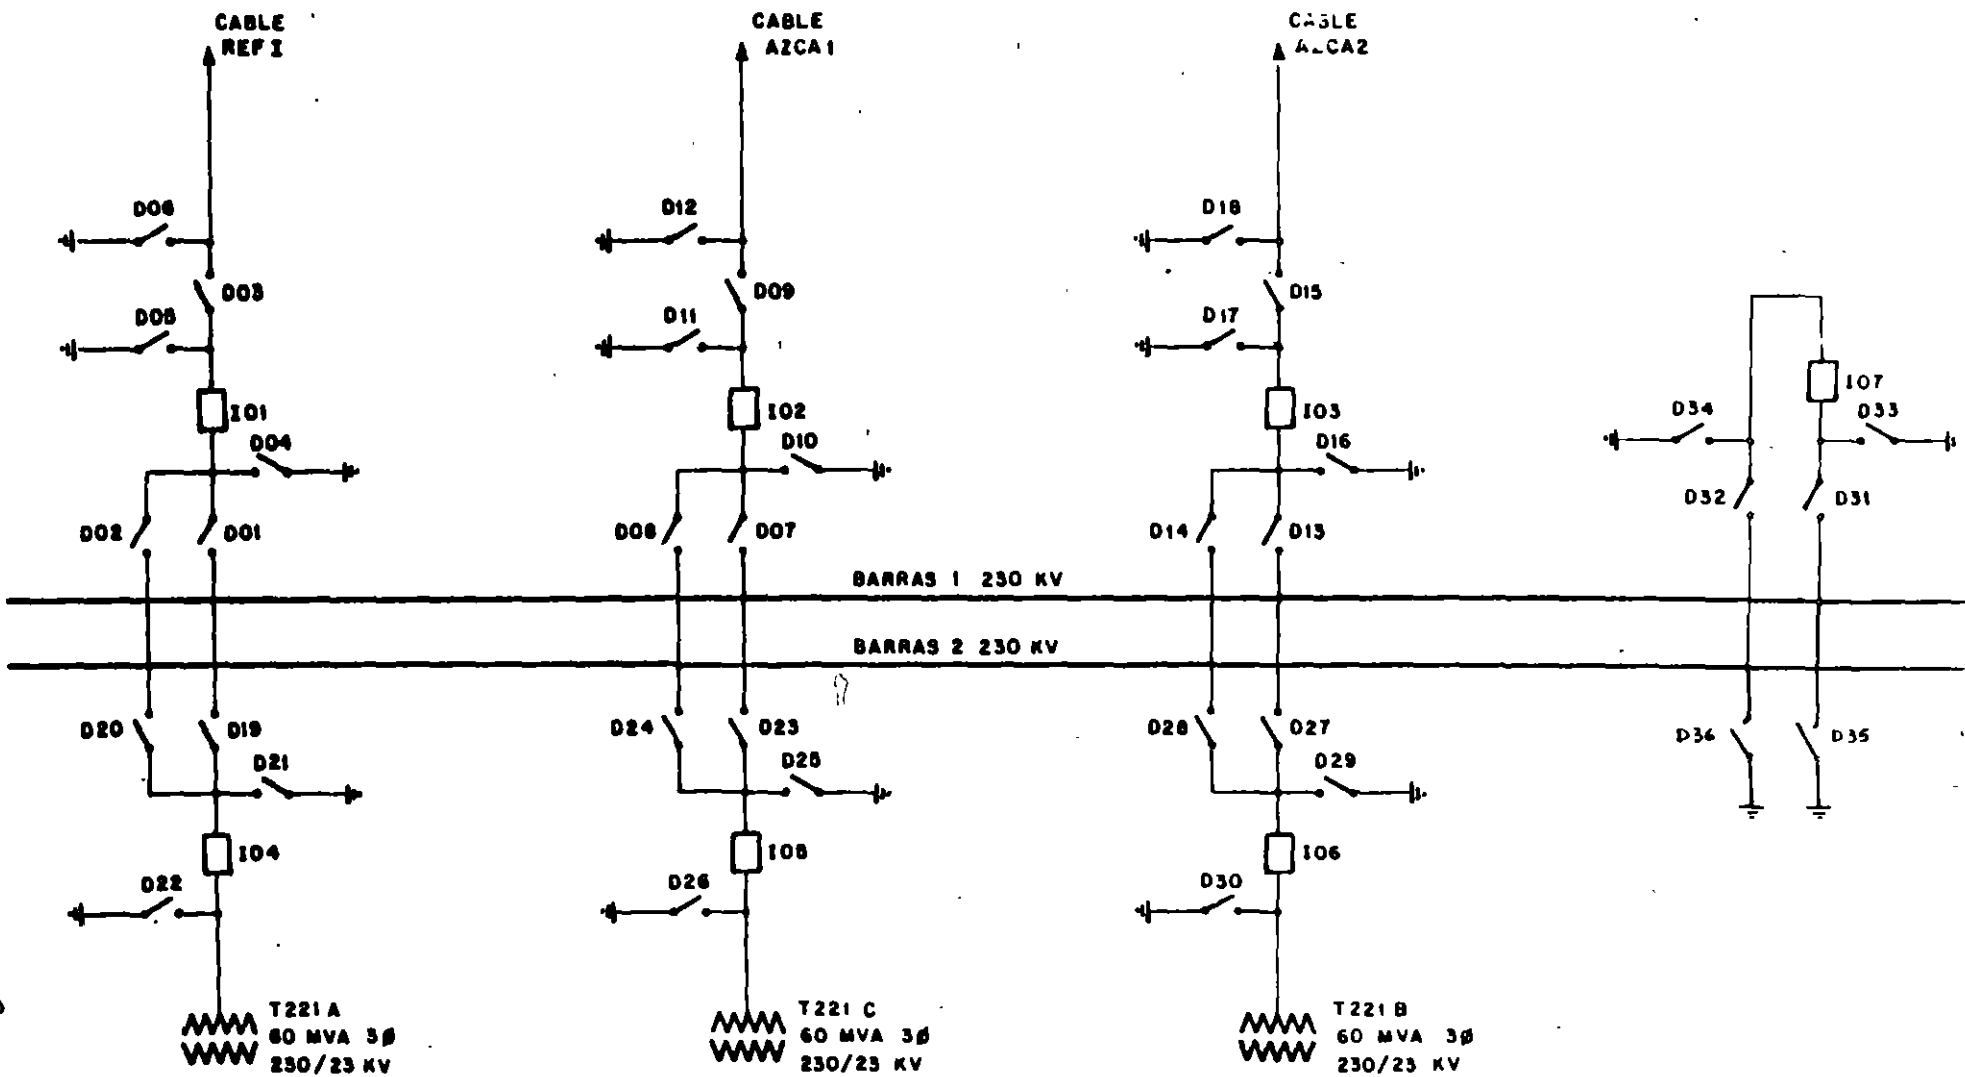 CABLE
REF I
CABLE
AZCA1
CABLE
AZCA2
D06
D12
D18
D03
D09
D15
D05
D11
D17
I01
I02
I03
I07
D04
D10
D16
D34
D33
D02
D01
D08
D07
D14
D13
D32
D31
BARRAS 1 230 KV
BARRAS 2 230 KV
D20
D19
D24
D23
D28
D27
D36
D35
D21
D25
D29
I04
I05
I06
D22
D26
D30
T221 A
60 MVA 3Ø
230/23 KV
T221 C
60 MVA 3Ø
230/23 KV
T221 B
60 MVA 3Ø
230/23 KV